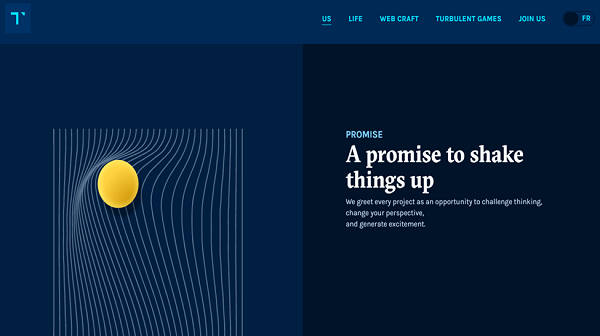 T
US LIFE WEB CRAFT TURBULENT GAMES JOIN US FR
PROMISE
A promise to shake
things up
We greet every project as an opportunity to challenge thinking,
change your perspective,
and generate excitement.